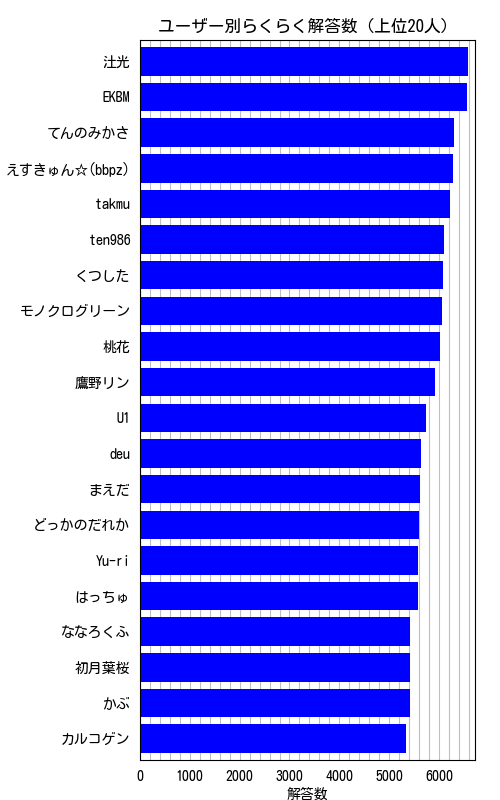 ユーザー別らくらく解答数（上位20人）
汢光
EKBM
てんのみかさ
えすきゅん☆(bbpz)
takmu
ten986
くつした
モノクログリーン
桃花
鷹野リン
U1
deu
まえだ
どっかのだれか
Yu-ri
はっちゅ
ななろくふ
初月葉桜
かぶ
カルコゲン
0 1000 2000 3000 4000 5000 6000
解答数